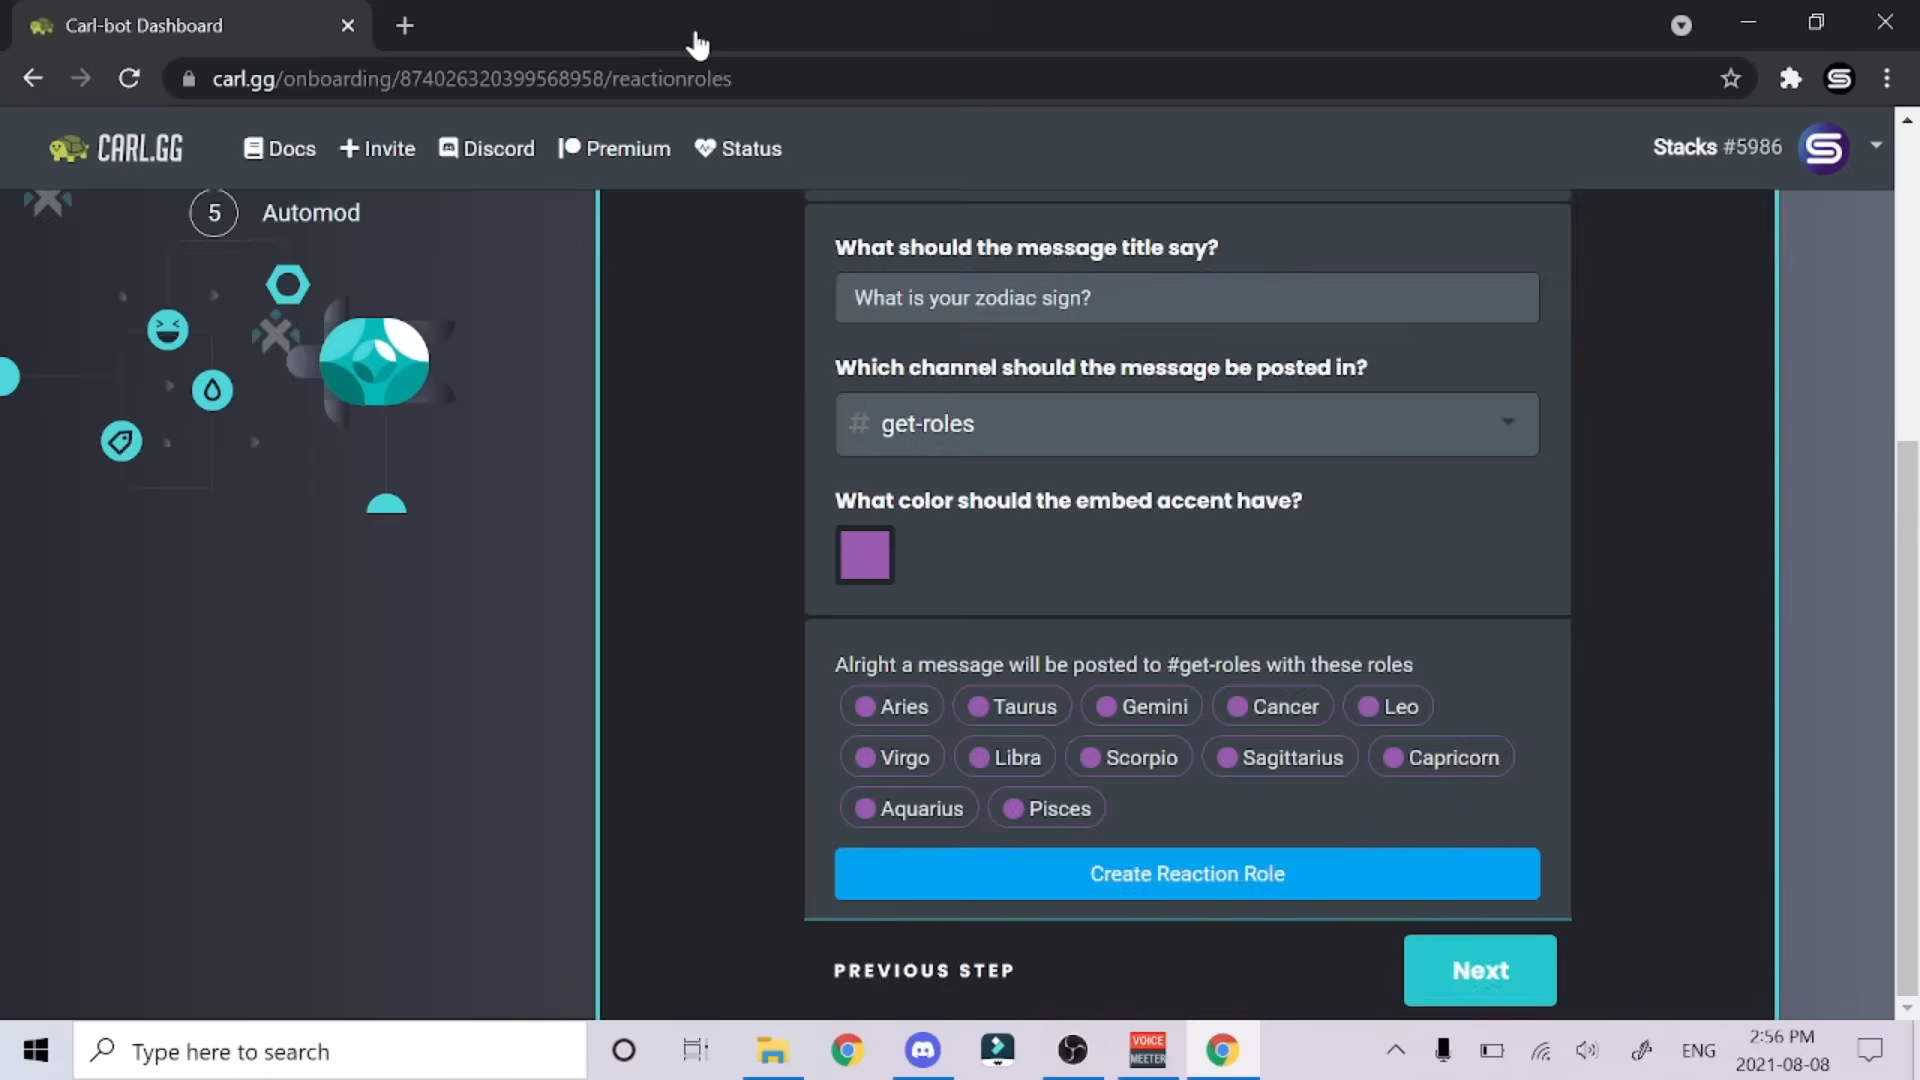 Carl-bot Dashboard
carl.gg/onboarding/874026320399568958/reactionroles
CARL.GG Docs Invite Discord Premium Status Stacks #5986
5 Automod
What should the message title say?
What is your zodiac sign?
Which channel should the message be posted in?
# get-roles
What color should the embed accent have?
Alright a message will be posted to #get-roles with these roles
Aries Taurus Gemini Cancer Leo
Virgo Libra Scorpio Sagittarius Capricorn
Aquarius Pisces
Create Reaction Role
PREVIOUS STEP Next
Type here to search
VOICE
MEETER
ENG
2:56 PM
2021-08-08